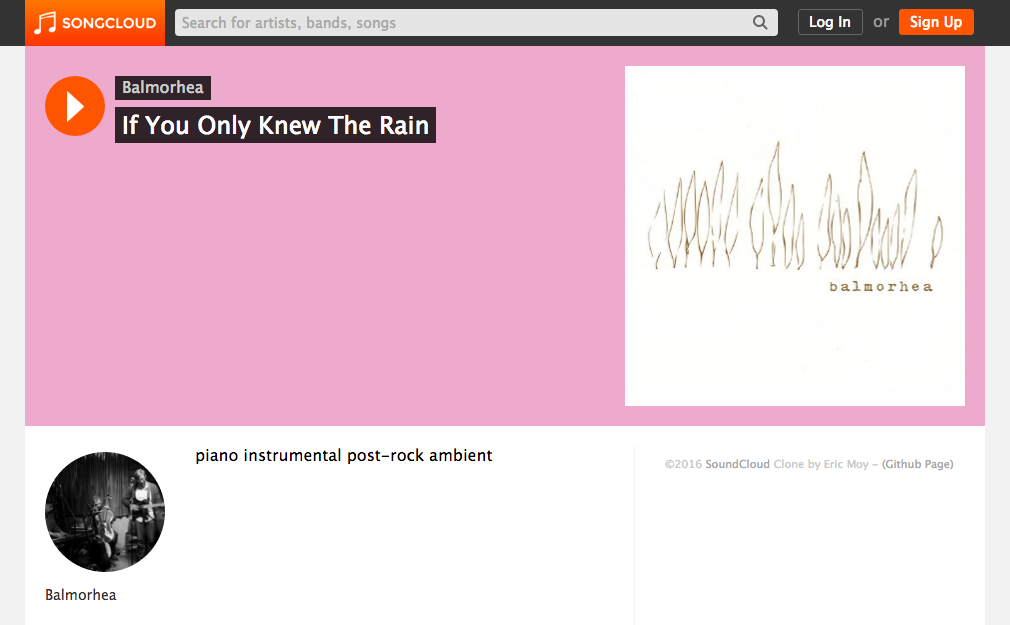 SONGCLOUD
Search for artists, bands, songs
Log In or Sign Up
Balmorhea
If You Only Knew The Rain
balmorhea
piano instrumental post-rock ambient
©2016 SoundCloud Clone by Eric Moy - (Github Page)
Balmorhea